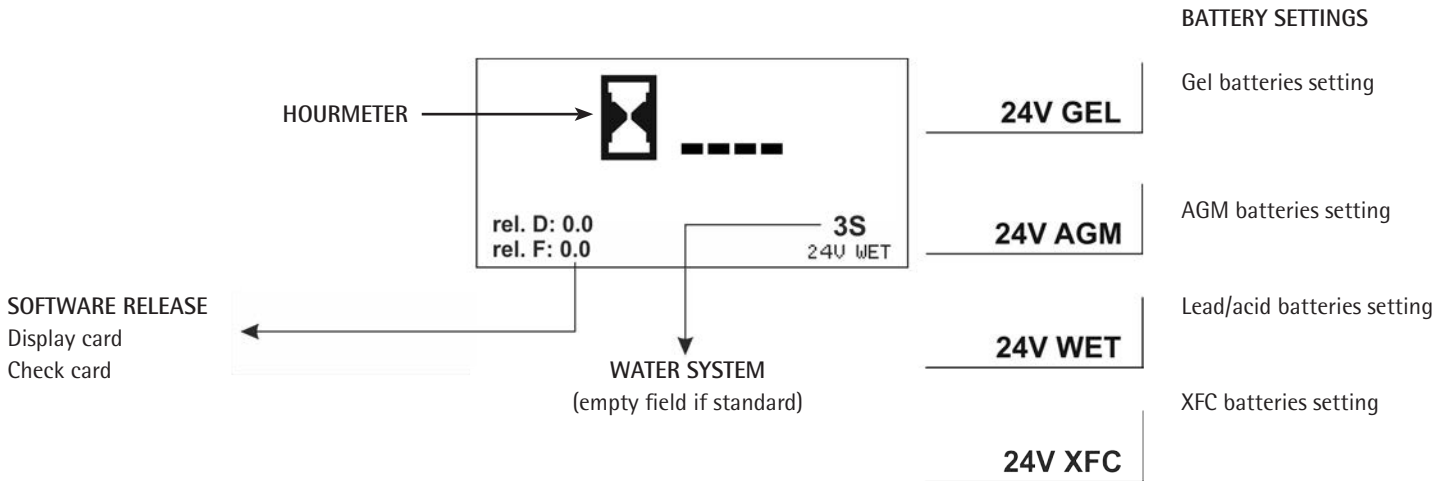 BATTERY SETTINGS
HOURMETER
rel. D: 0.0
rel. F: 0.0
3S
24V WET
24V GEL
Gel batteries setting
24V AGM
AGM batteries setting
24V WET
Lead/acid batteries setting
24V XFC
XFC batteries setting
SOFTWARE RELEASE
Display card
Check card
WATER SYSTEM
(empty field if standard)